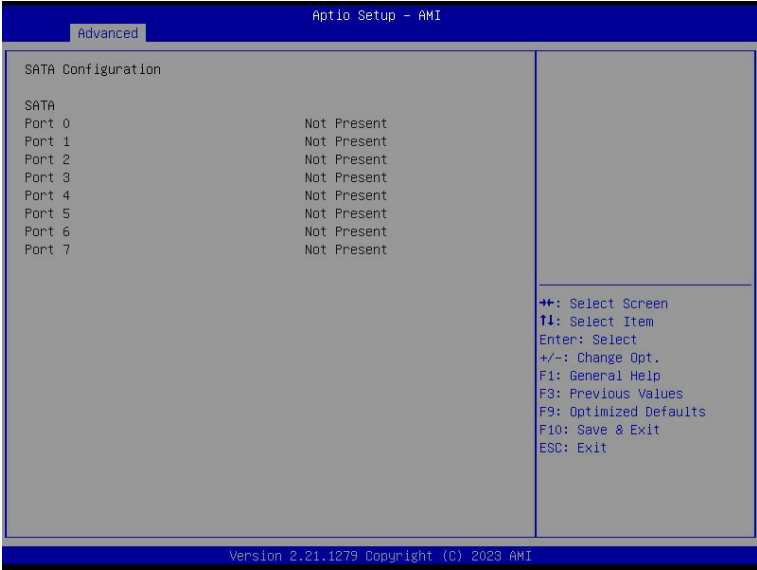 Aptio Setup – AMI
Advanced
SATA Configuration
SATA
Port 0 Not Present
Port 1 Not Present
Port 2 Not Present
Port 3 Not Present
Port 4 Not Present
Port 5 Not Present
Port 6 Not Present
Port 7 Not Present
→←: Select Screen
↑↓: Select Item
Enter: Select
+/-: Change Opt.
F1: General Help
F3: Previous Values
F9: Optimized Defaults
F10: Save & Exit
ESC: Exit
Version 2.21.1279 Copyright (C) 2023 AMI